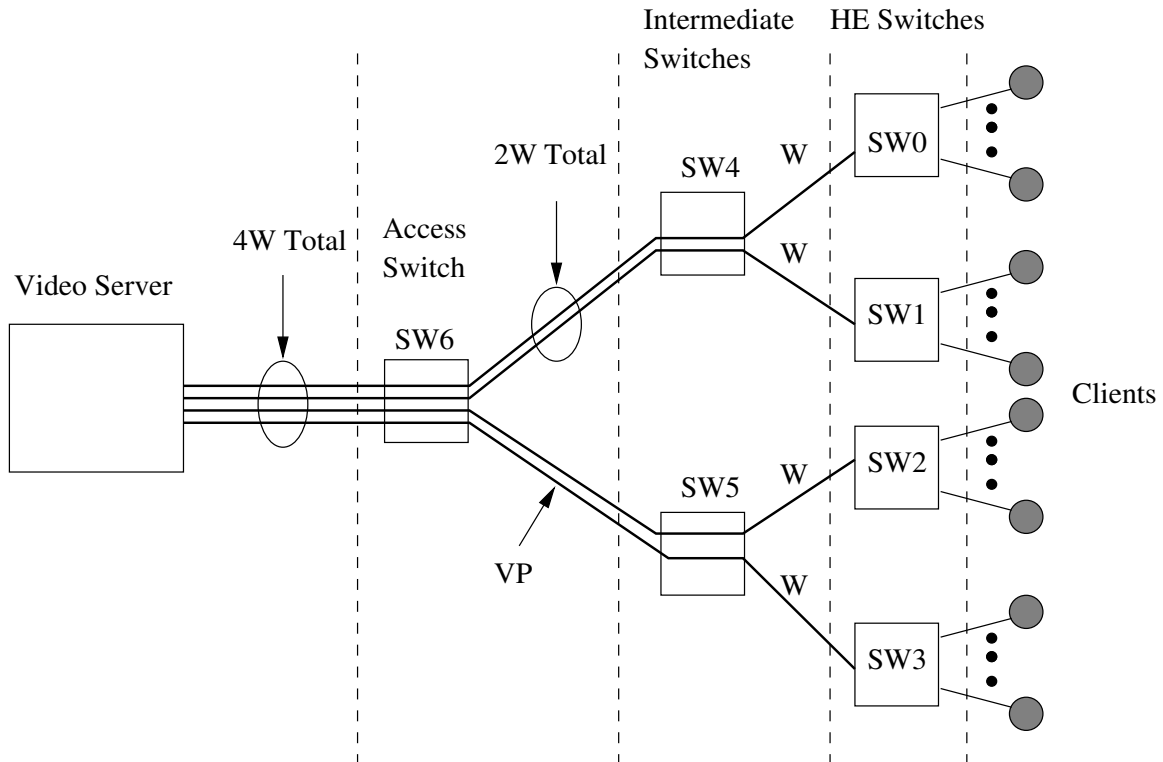 Intermediate
Switches
HE Switches
2W Total
SW4
W
SW0
4W Total
Access
Switch
W
Video Server
SW6
SW1
Clients
SW5
W
SW2
VP
W
SW3